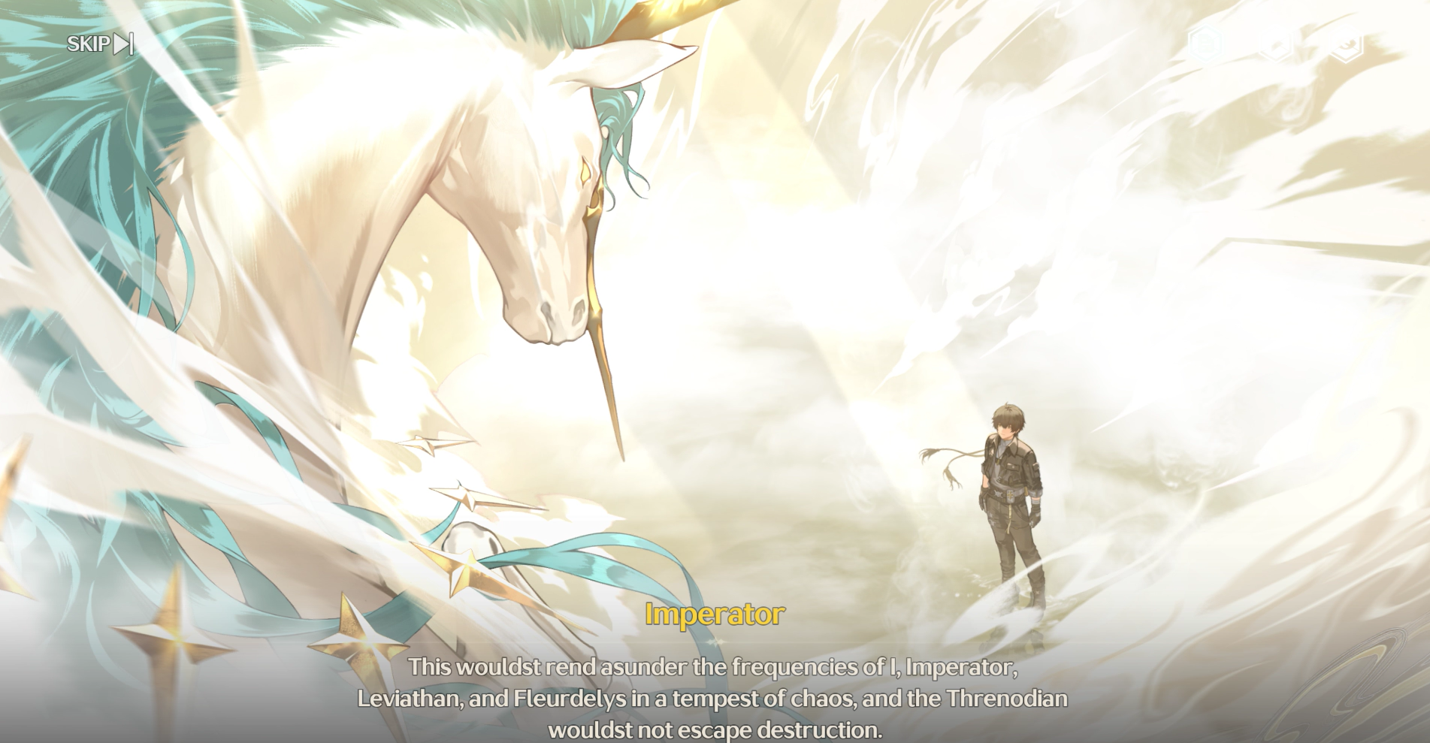 SKIP
Imperator
This wouldst rend asunder the frequencies of I, Imperator,
Leviathan, and Fleurdelys in a tempest of chaos, and the Threnodian
wouldst not escape destruction.